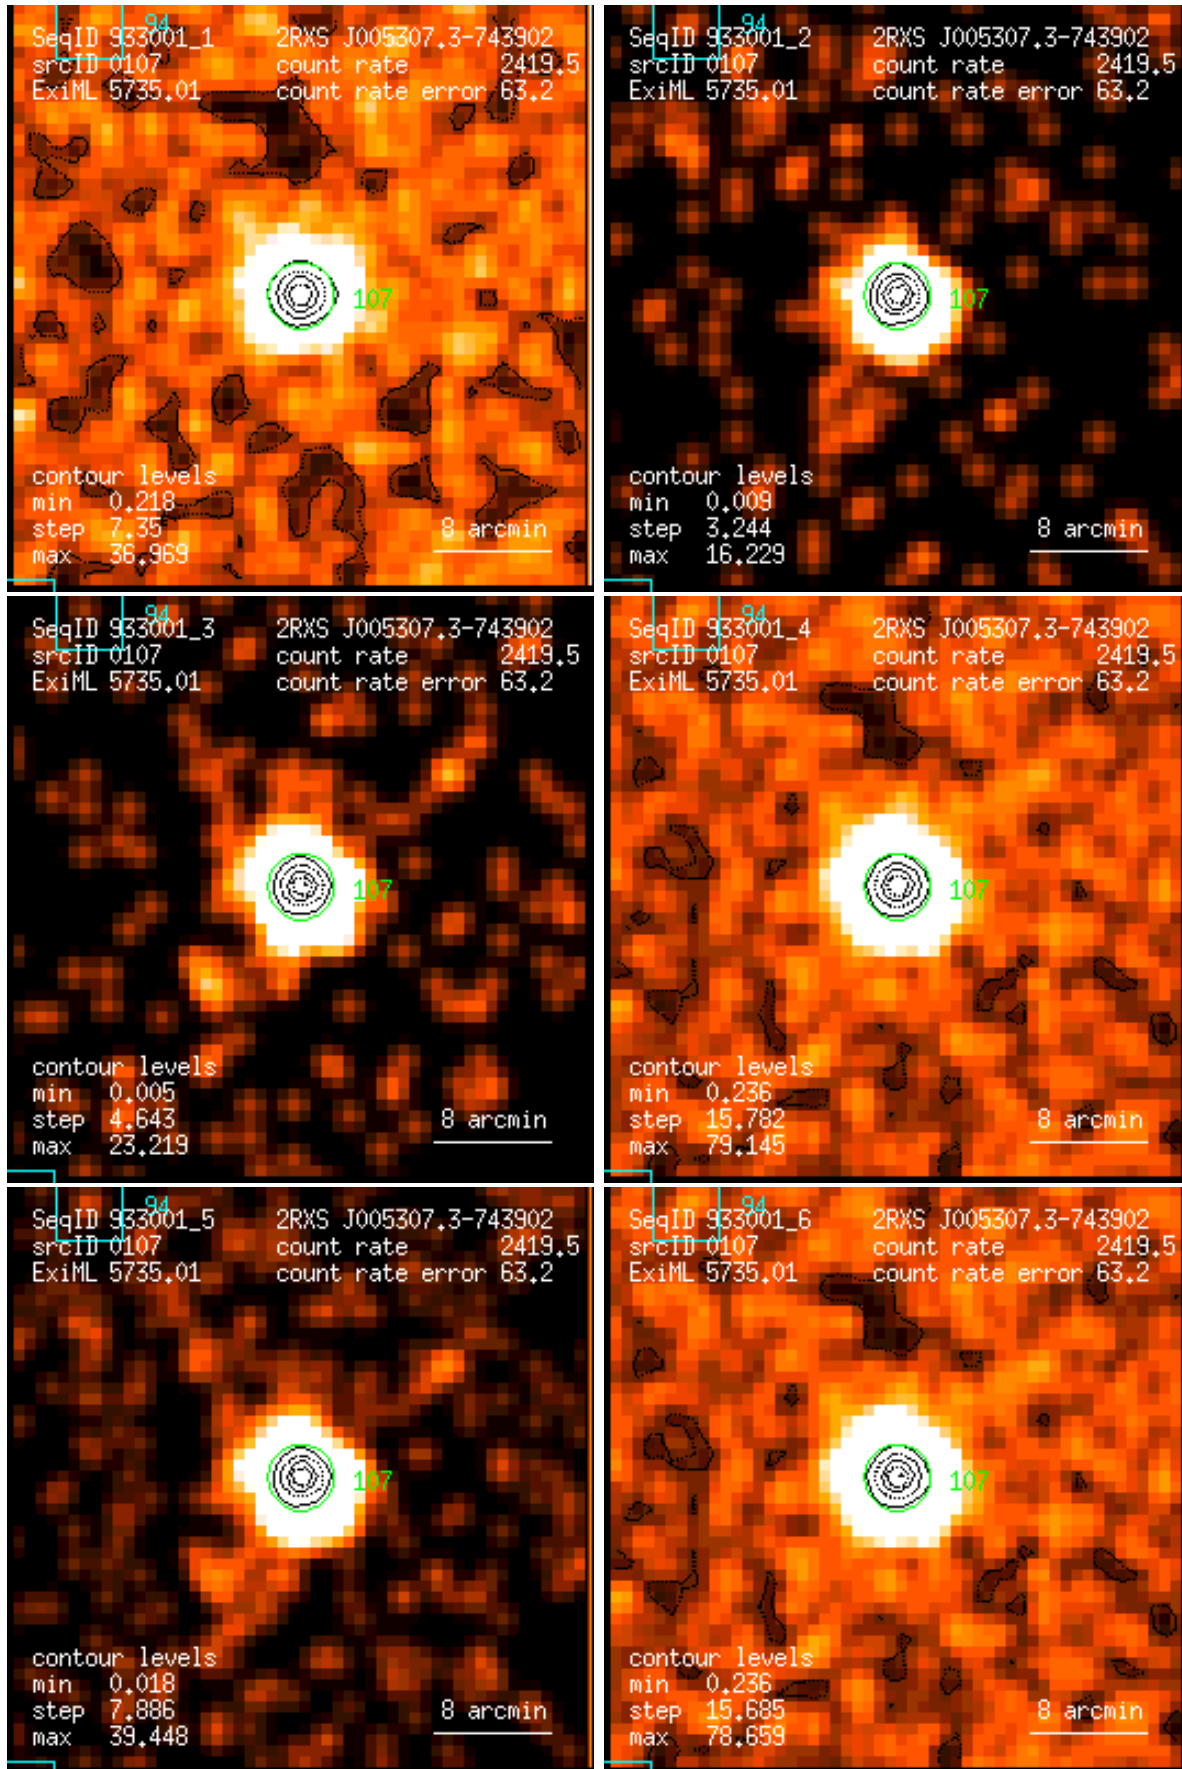 94
SeqID 933001_1 2RXS J005307.3-743902
srcID 0107 count rate 2419.5
ExiML 5735.01 count rate error 63.2
107
contour levels
min 0.218
step 7.35 8 arcmin
max 36.969
94
SeqID 933001_2 2RXS J005307.3-743902
srcID 0107 count rate 2419.5
ExiML 5735.01 count rate error 63.2
107
contour levels
min 0.009
step 3.244 8 arcmin
max 16.229
94
SeqID 933001_3 2RXS J005307.3-743902
srcID 0107 count rate 2419.5
ExiML 5735.01 count rate error 63.2
107
contour levels
min 0.005
step 4.643 8 arcmin
max 23.219
94
SeqID 933001_4 2RXS J005307.3-743902
srcID 0107 count rate 2419.5
ExiML 5735.01 count rate error 63.2
107
contour levels
min 0.236
step 15.782 8 arcmin
max 79.145
94
SeqID 933001_5 2RXS J005307.3-743902
srcID 0107 count rate 2419.5
ExiML 5735.01 count rate error 63.2
107
contour levels
min 0.018
step 7.886 8 arcmin
max 39.448
94
SeqID 933001_6 2RXS J005307.3-743902
srcID 0107 count rate 2419.5
ExiML 5735.01 count rate error 63.2
107
contour levels
min 0.236
step 15.685 8 arcmin
max 78.659